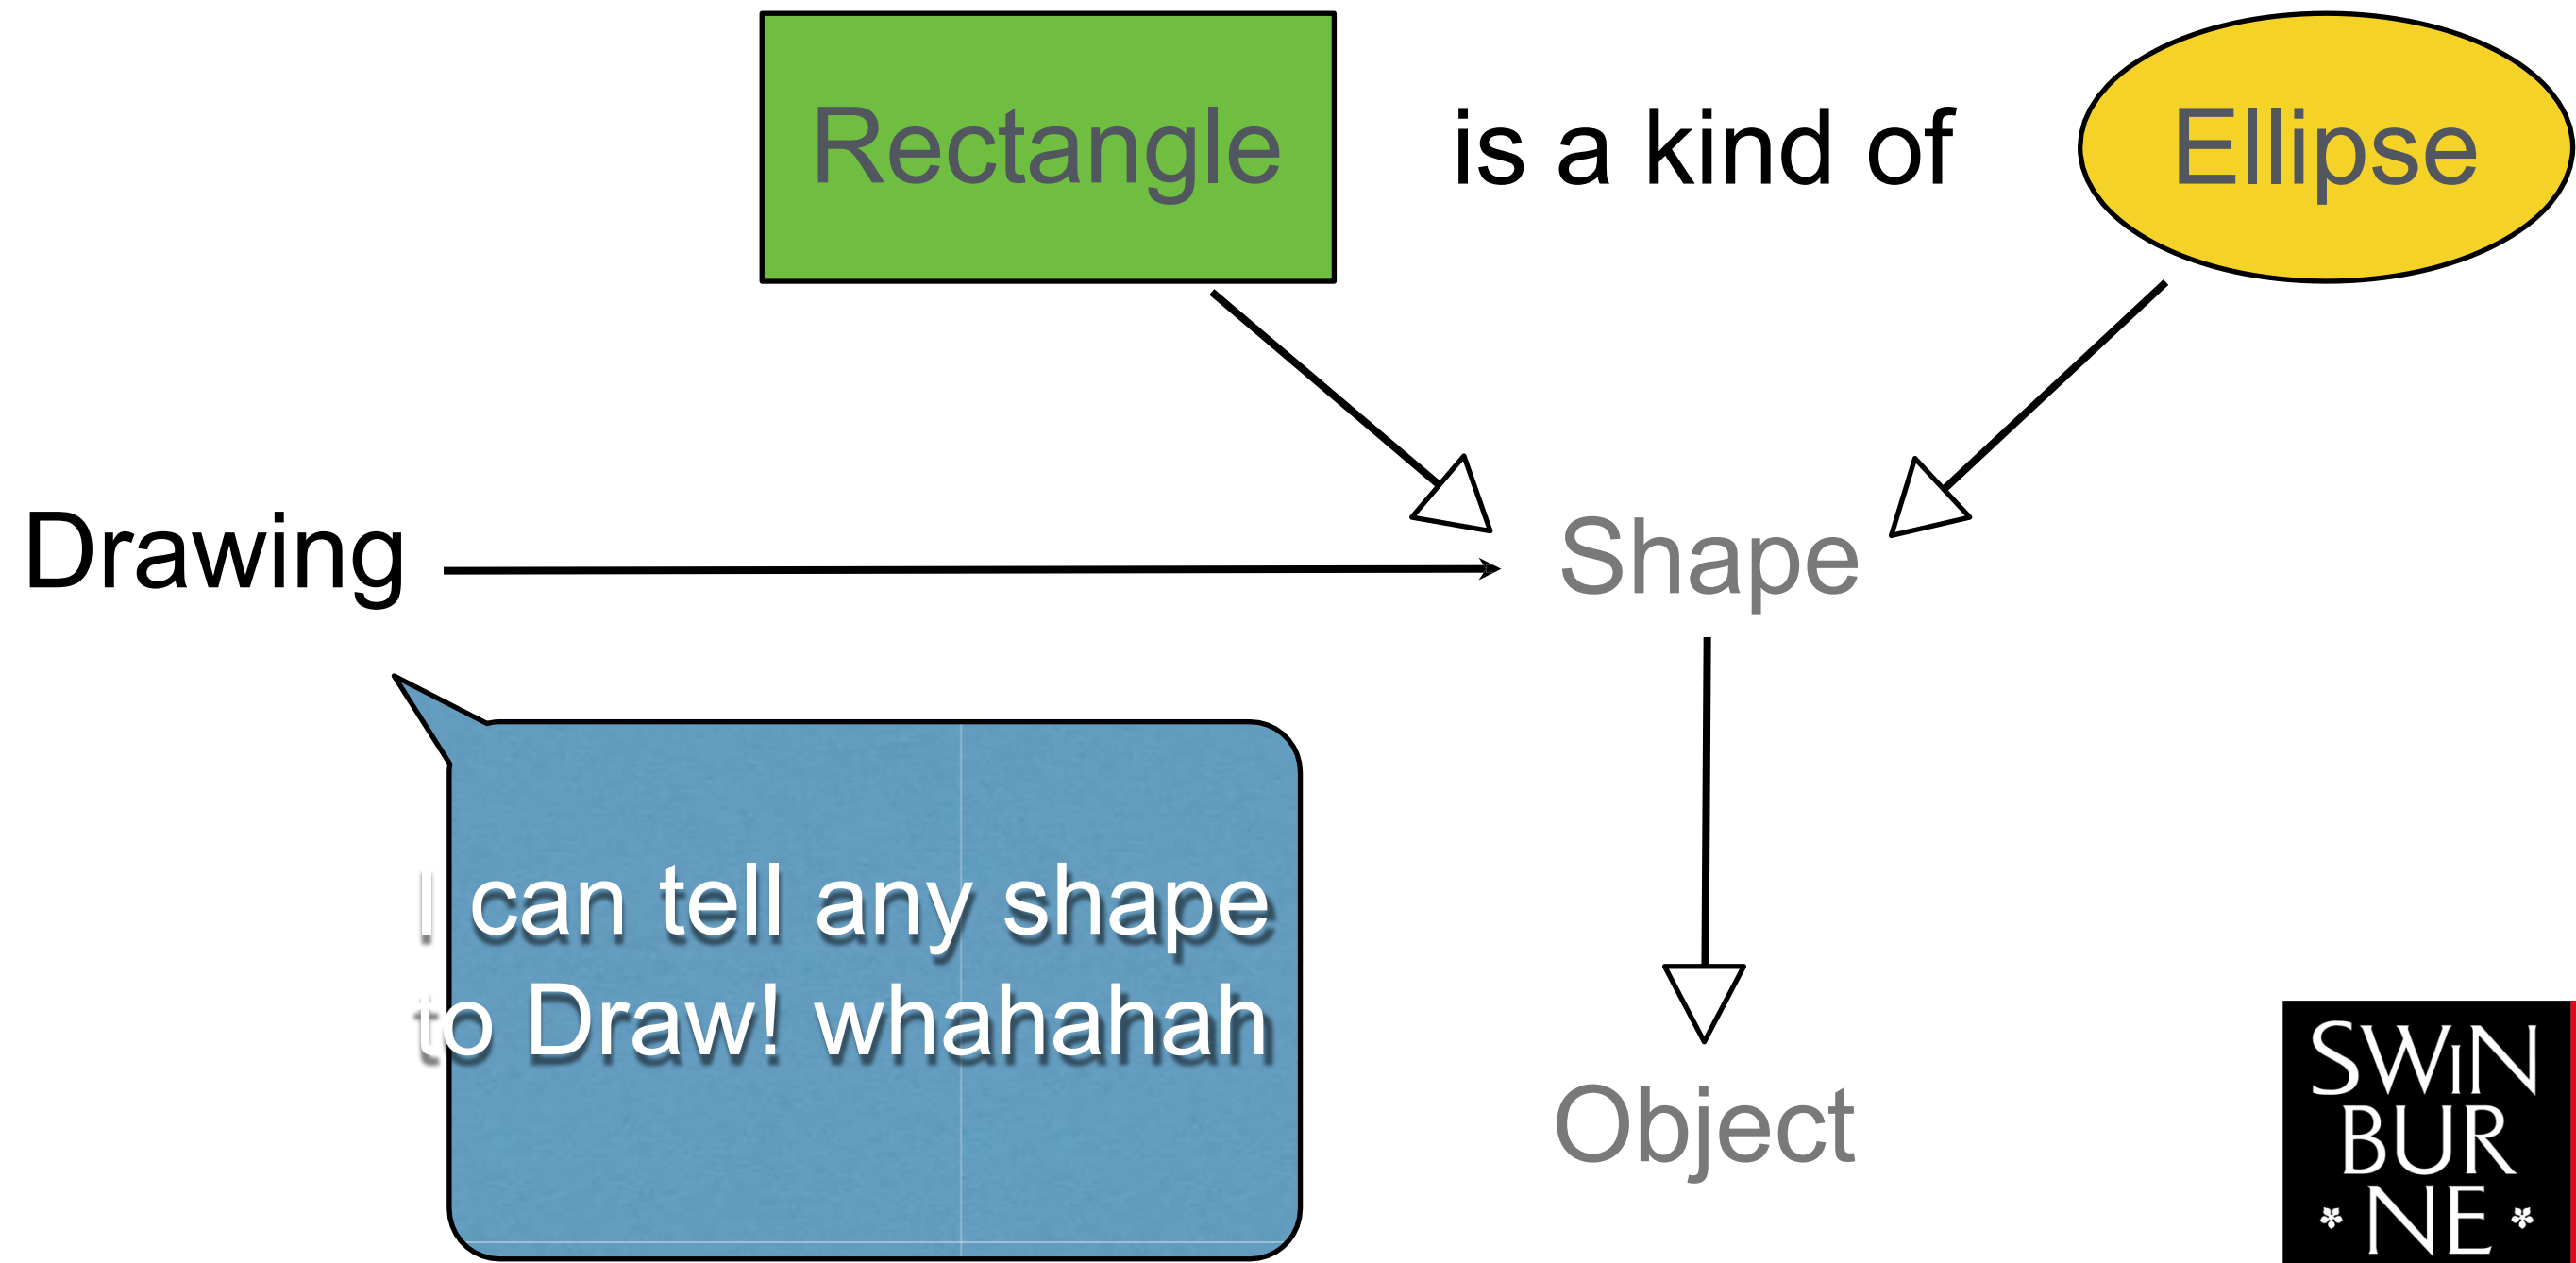 Rectangle is a kind of Ellipse
Drawing
Shape
I can tell any shape
to Draw! whahahah
Object
SWiN
BUR
NE